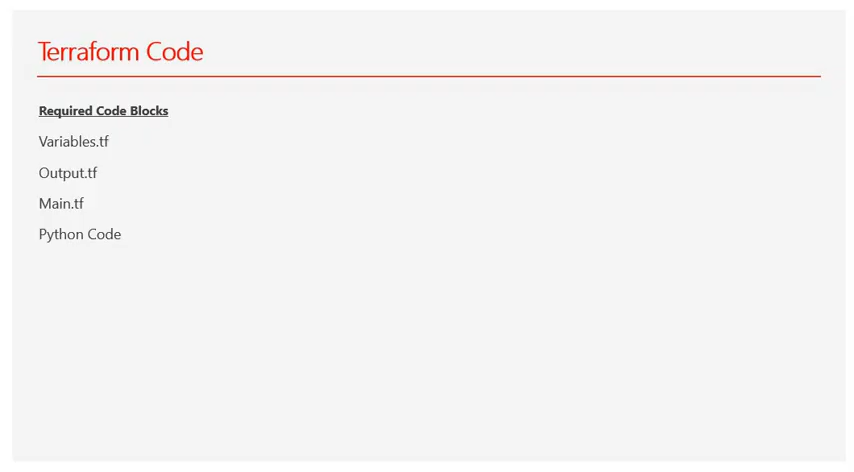 Terraform Code
Required Code Blocks
Variables.tf
Output.tf
Main.tf
Python Code